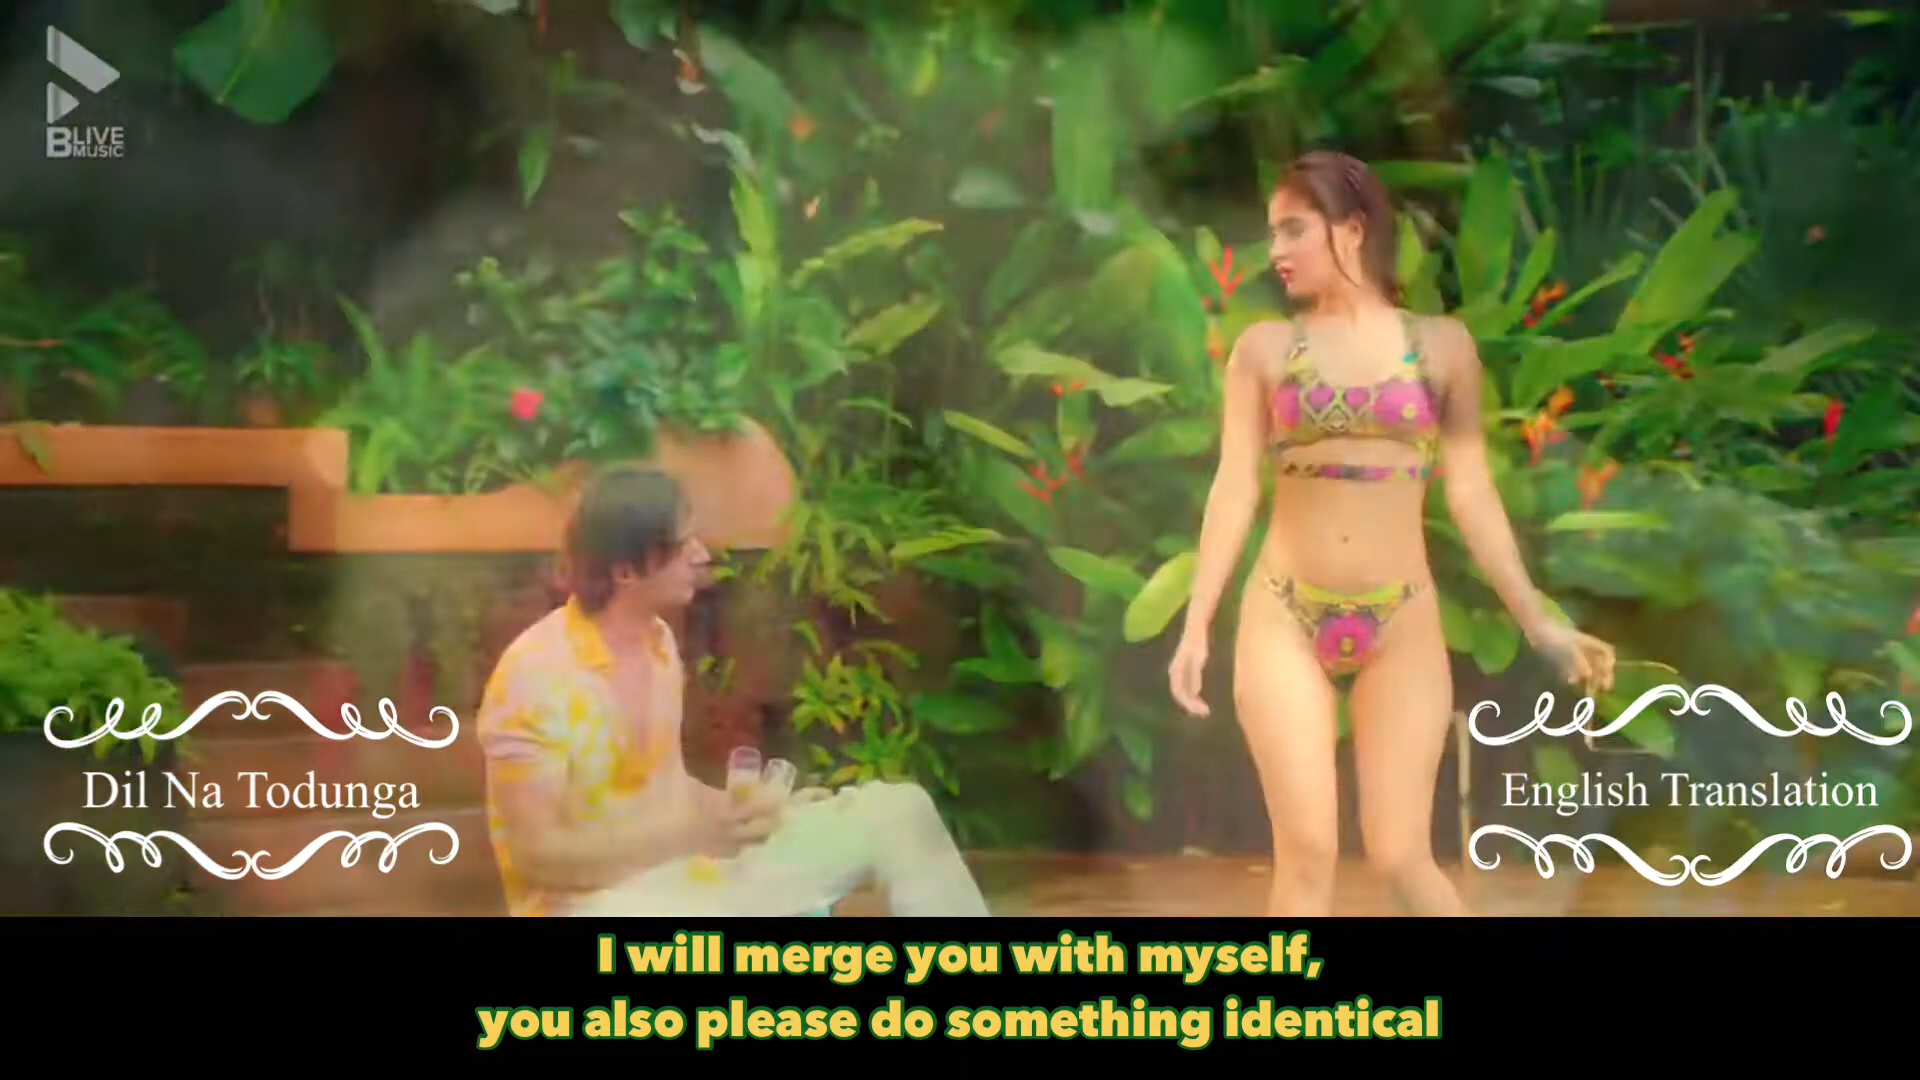 BLIVE
MUSIC
Dil Na Todunga
English Translation
I will merge you with myself,
you also please do something identical